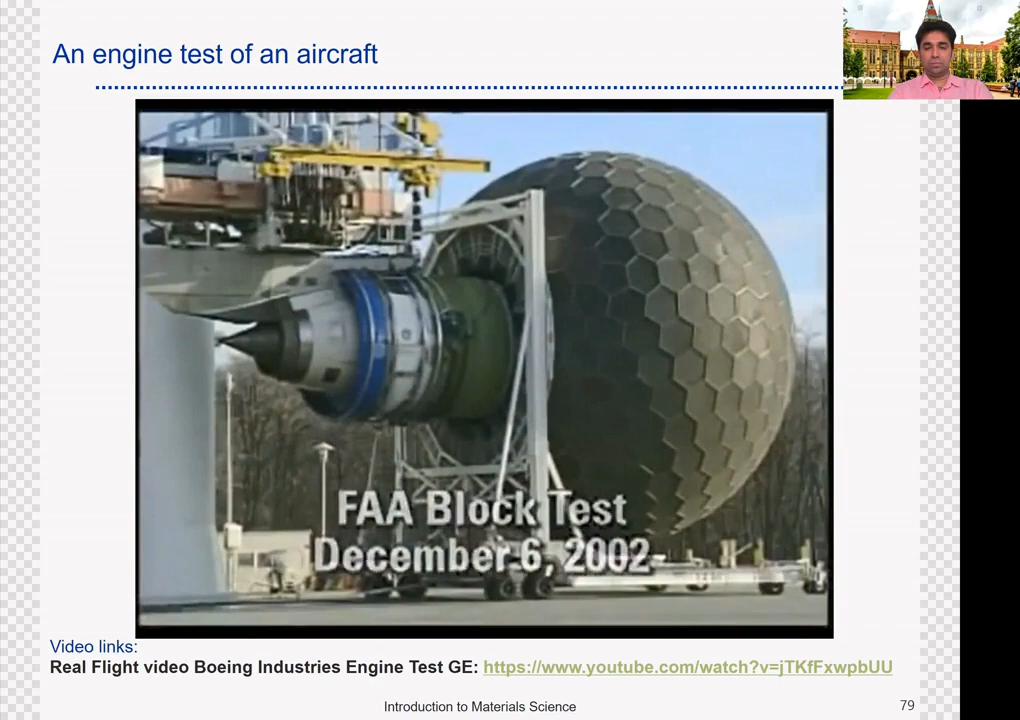 An engine test of an aircraft
FAA Block Test
December 6, 2002
Video links:
Real Flight video Boeing Industries Engine Test GE: https://www.youtube.com/watch?v=jTKfFxwpbUU
Introduction to Materials Science
79